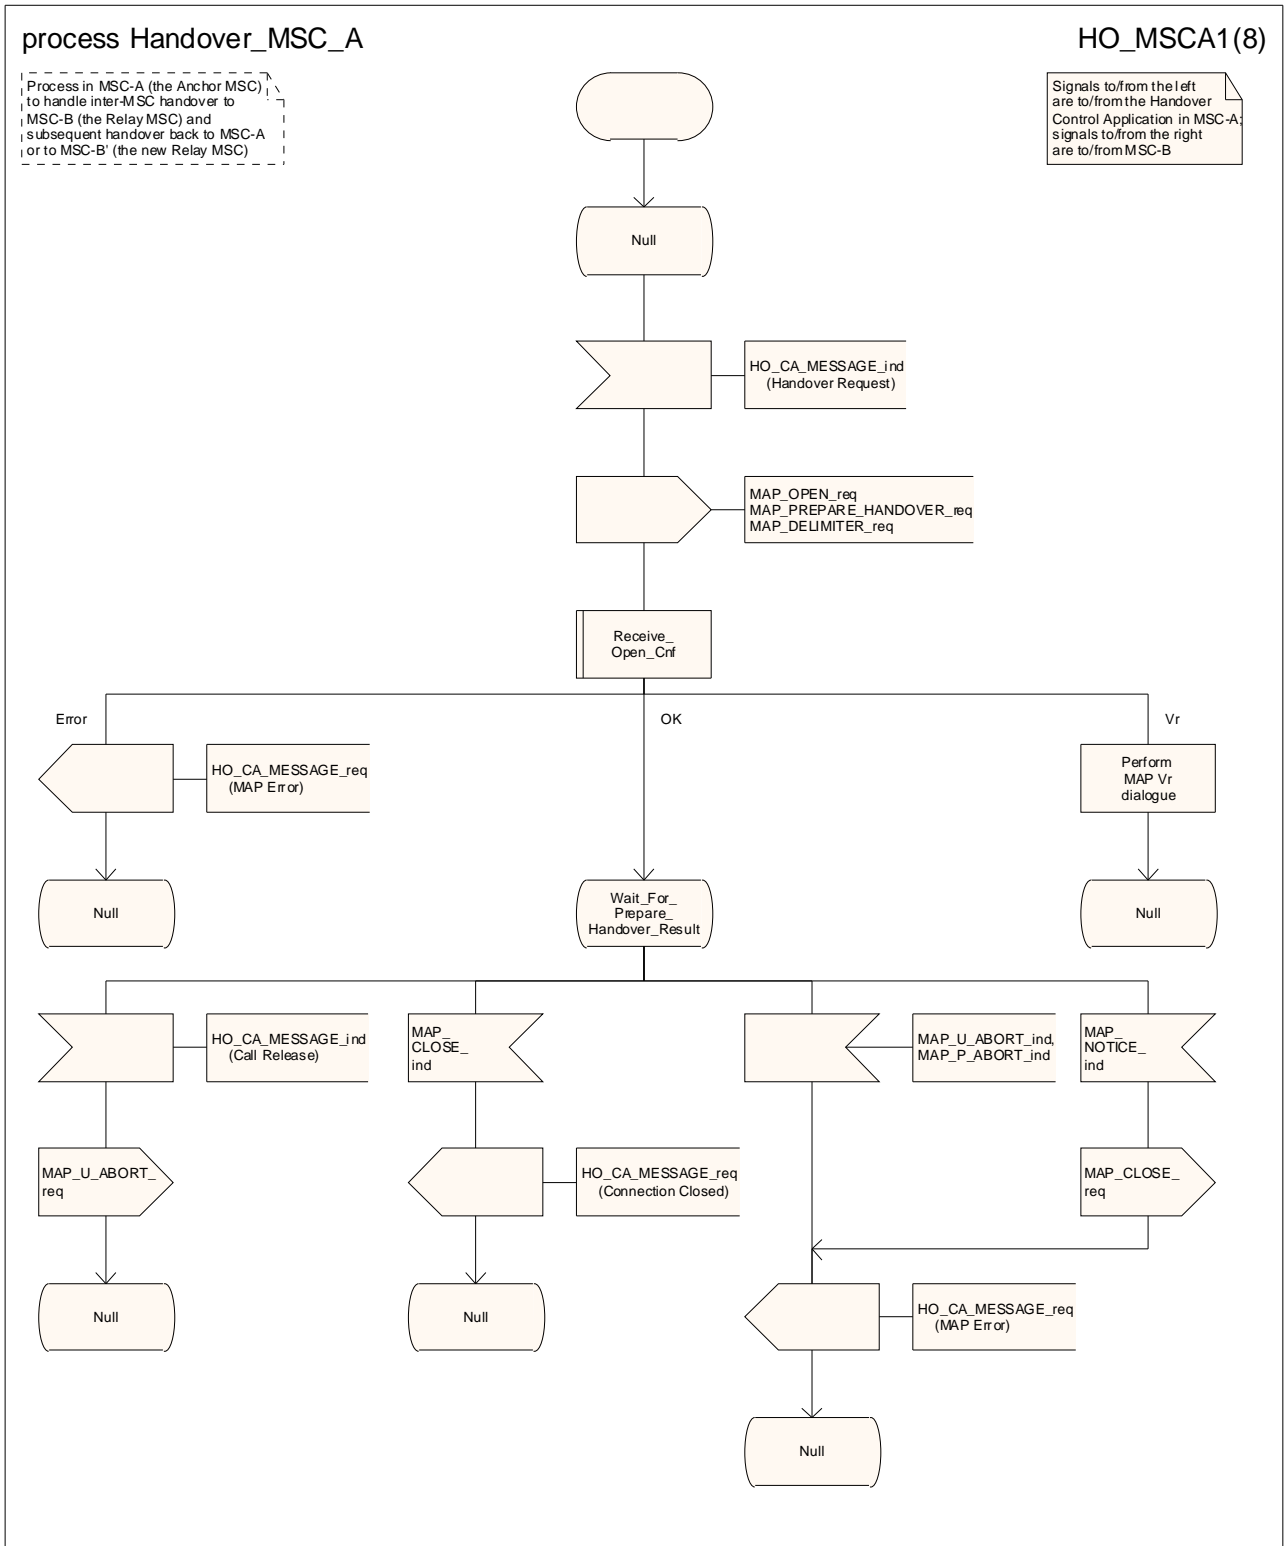 process Handover_MSC_A
HO_MSCA1(8)
Process in MSC-A (the Anchor MSC)
to handle inter-MSC handover to
MSC-B (the Relay MSC) and
subsequent handover back to MSC-A
or to MSC-B' (the new Relay MSC)
Signals to/from the left
are to/from the Handover
Control Application in MSC-A;
signals to/from the right
are to/from MSC-B
Null
HO_CA_MESSAGE_ind
(Handover Request)
MAP_OPEN_req
MAP_PREPARE_HANDOVER_req
MAP_DELIMITER_req
Receive_
Open_Cnf
Error
OK
Vr
HO_CA_MESSAGE_req
(MAP Error)
Perform
MAP Vr
dialogue
Null
Wait_For_
Prepare_
Handover_Result
Null
HO_CA_MESSAGE_ind
(Call Release)
MAP_
CLOSE_
ind
MAP_U_ABORT_ind,
MAP_P_ABORT_ind
MAP_
NOTICE_
ind
MAP_U_ABORT_
req
HO_CA_MESSAGE_req
(Connection Closed)
MAP_CLOSE_
req
Null
Null
HO_CA_MESSAGE_req
(MAP Error)
Null